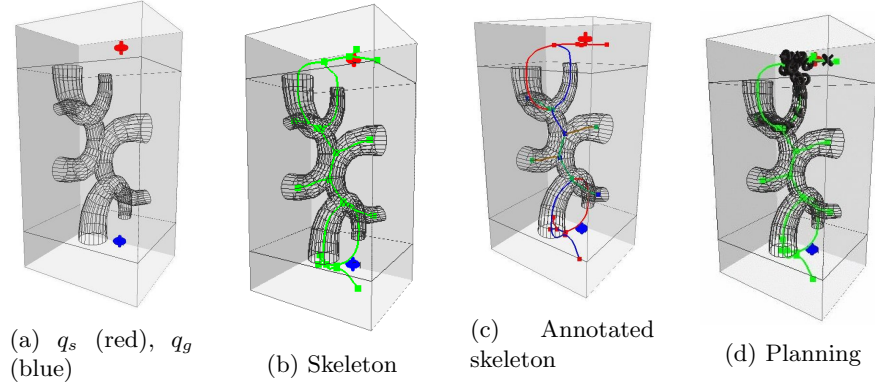 (a) q_s (red), q_g
(blue)
(b) Skeleton
(c) Annotated
skeleton
(d) Planning